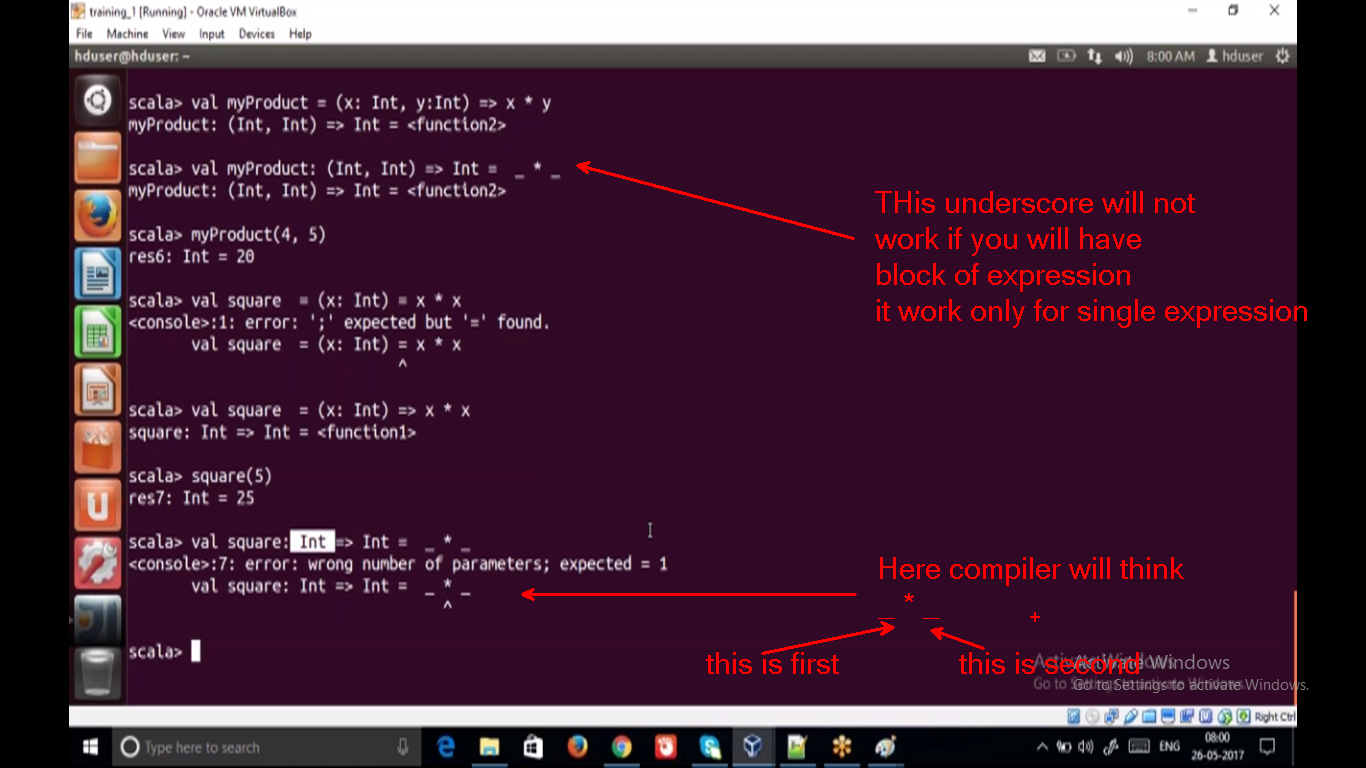 training_1 [Running] - Oracle VM VirtualBox
File Machine View Input Devices Help
hduser@hduser: ~
8:00 AM hduser
scala> val myProduct = (x: Int, y:Int) => x * y
myProduct: (Int, Int) => Int = <function2>
scala> val myProduct: (Int, Int) => Int = _ * _
myProduct: (Int, Int) => Int = <function2>
THis underscore will not
work if you will have
block of expression
it work only for single expression
scala> myProduct(4, 5)
res6: Int = 20
scala> val square = (x: Int) = x * x
<console>:1: error: ';' expected but '=' found.
val square = (x: Int) = x * x
^
scala> val square = (x: Int) => x * x
square: Int => Int = <function1>
scala> square(5)
res7: Int = 25
scala> val square: Int => Int = _ * _
<console>:7: error: wrong number of parameters; expected = 1
val square: Int => Int = _ * _
^
Here compiler will think
_ * _ +
this is first this is second
scala>
Activate Windows
Go to Settings to activate Windows.
Right Ctrl
Type here to search
ENG
08:00
26-05-2017